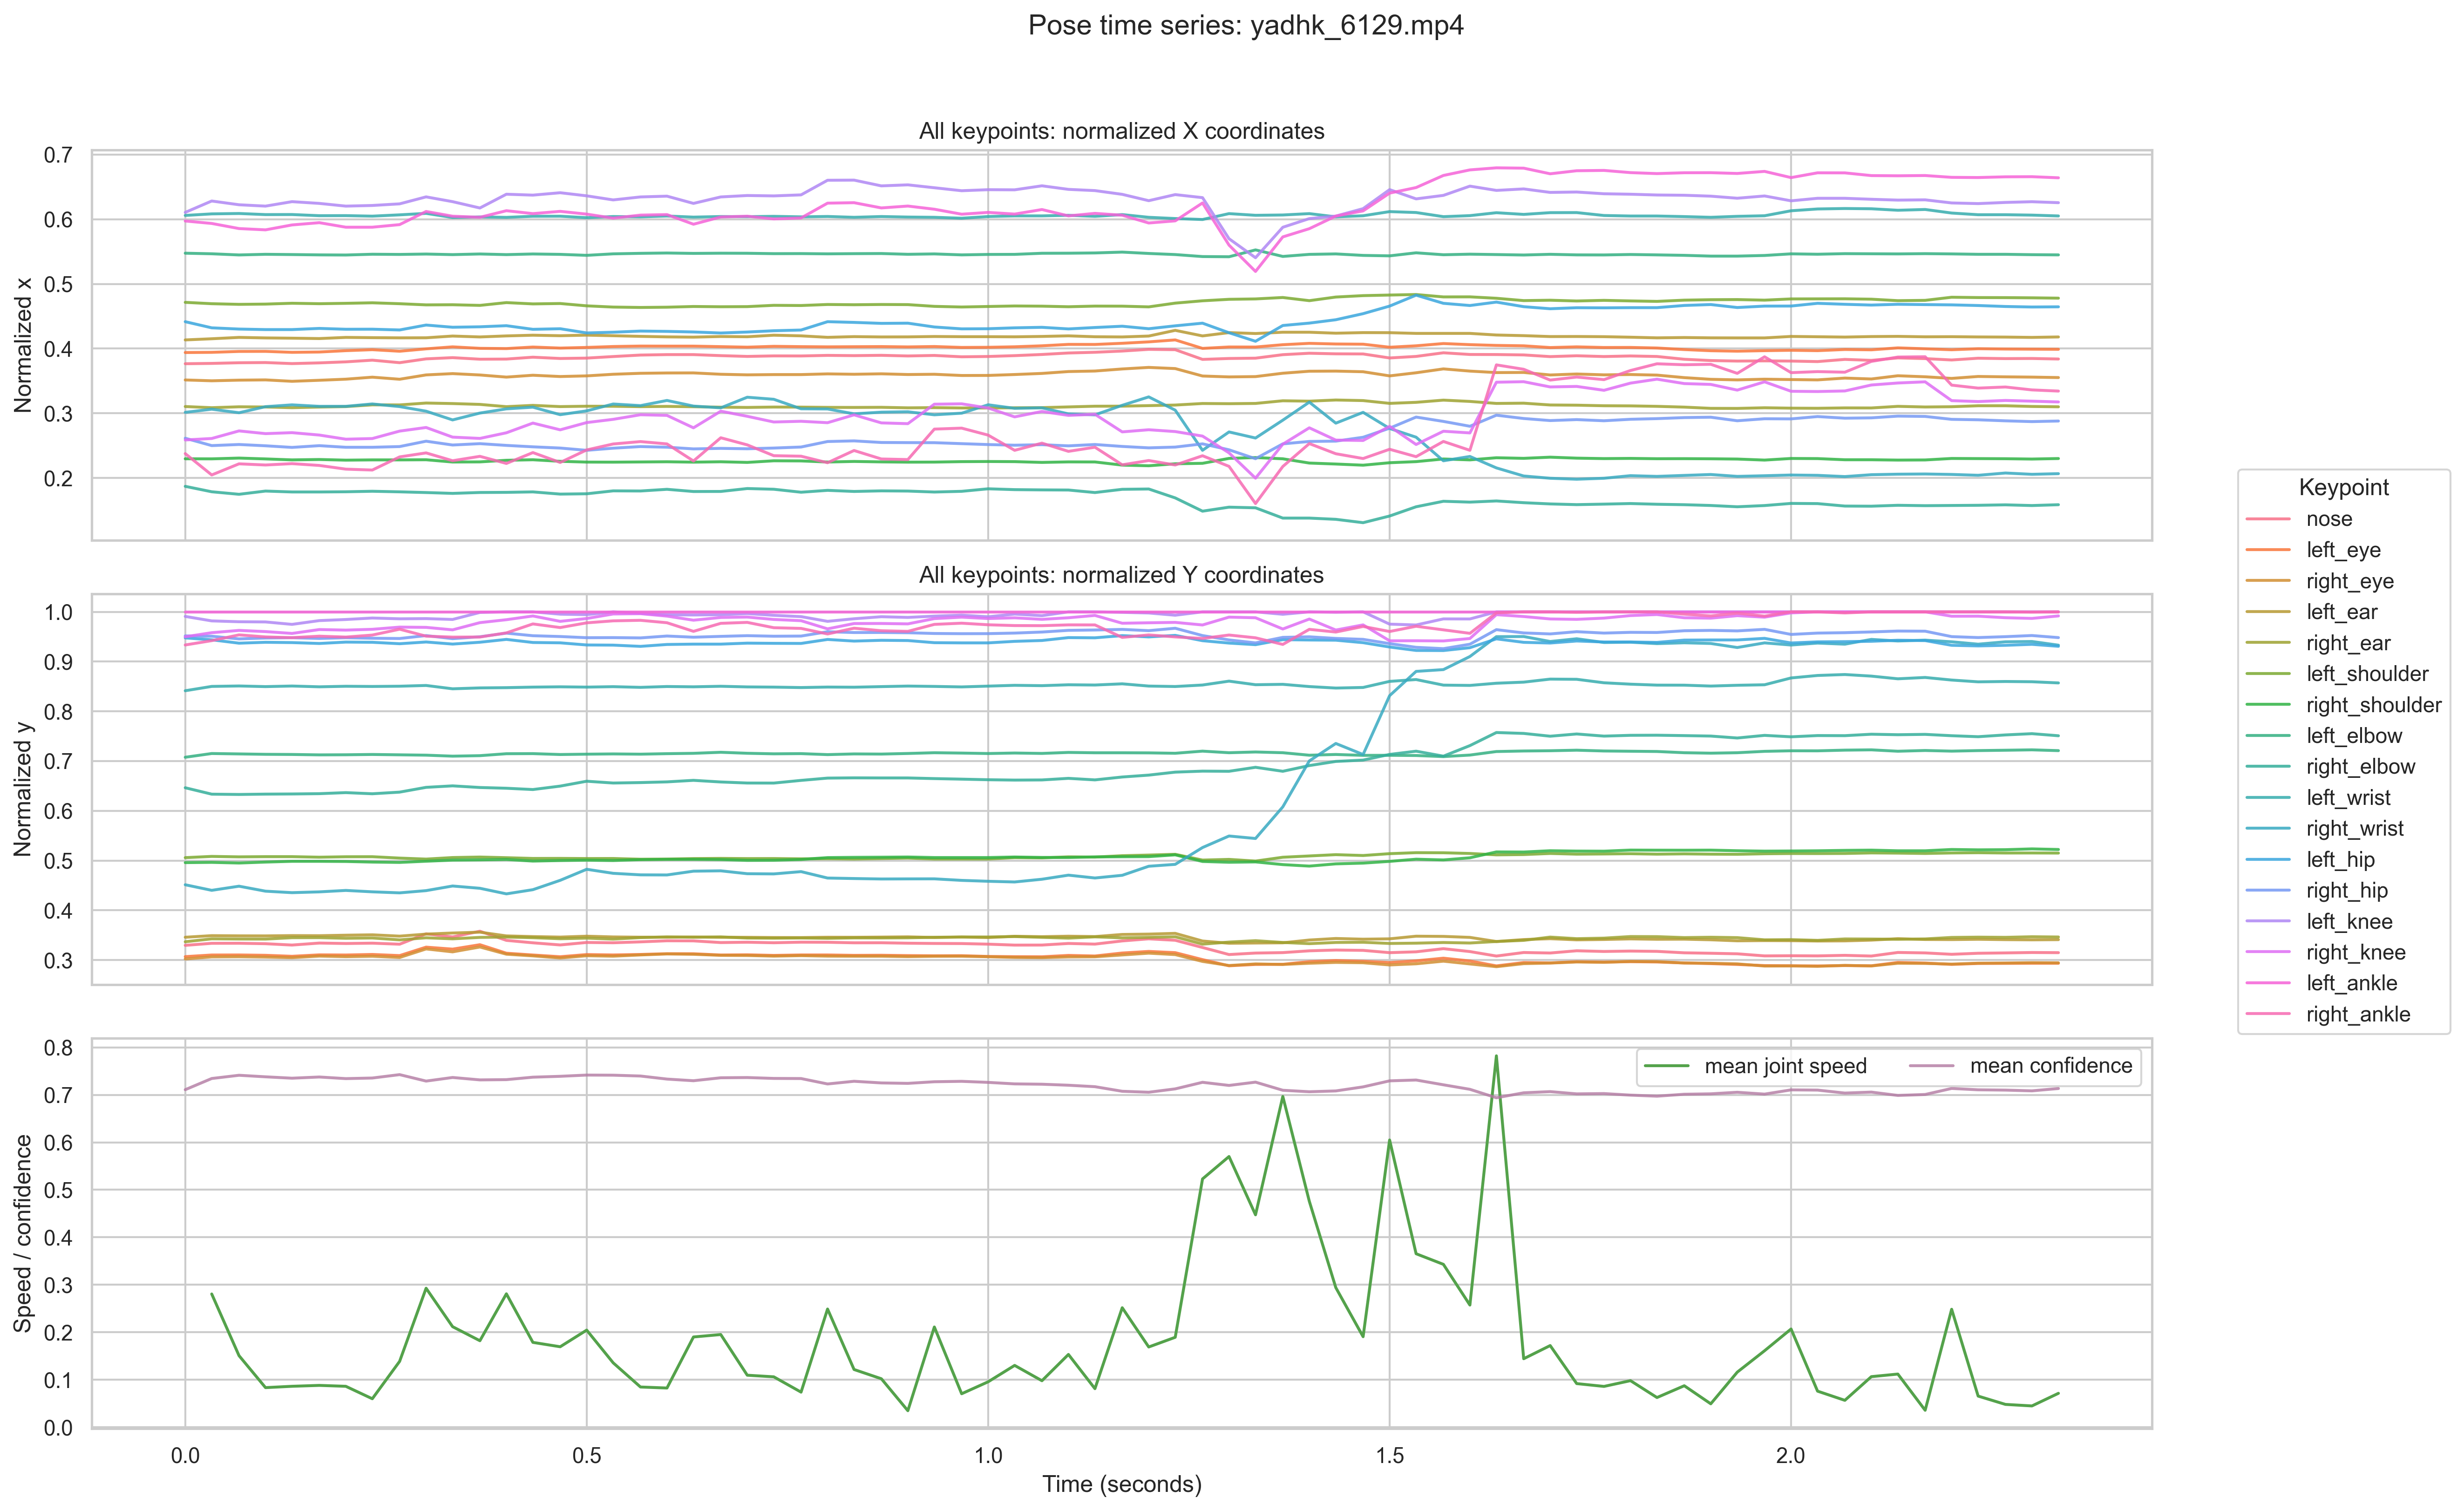 Pose time series: yadhk_6129.mp4
All keypoints: normalized X coordinates
Normalized x
0.7
0.6
0.5
0.4
0.3
0.2
All keypoints: normalized Y coordinates
Normalized y
1.0
0.9
0.8
0.7
0.6
0.5
0.4
0.3
Keypoint
nose
left_eye
right_eye
left_ear
right_ear
left_shoulder
right_shoulder
left_elbow
right_elbow
left_wrist
right_wrist
left_hip
right_hip
left_knee
right_knee
left_ankle
right_ankle
Speed / confidence
0.8
0.7
0.6
0.5
0.4
0.3
0.2
0.1
0.0
mean joint speed mean confidence
0.0 0.5 1.0 1.5 2.0
Time (seconds)